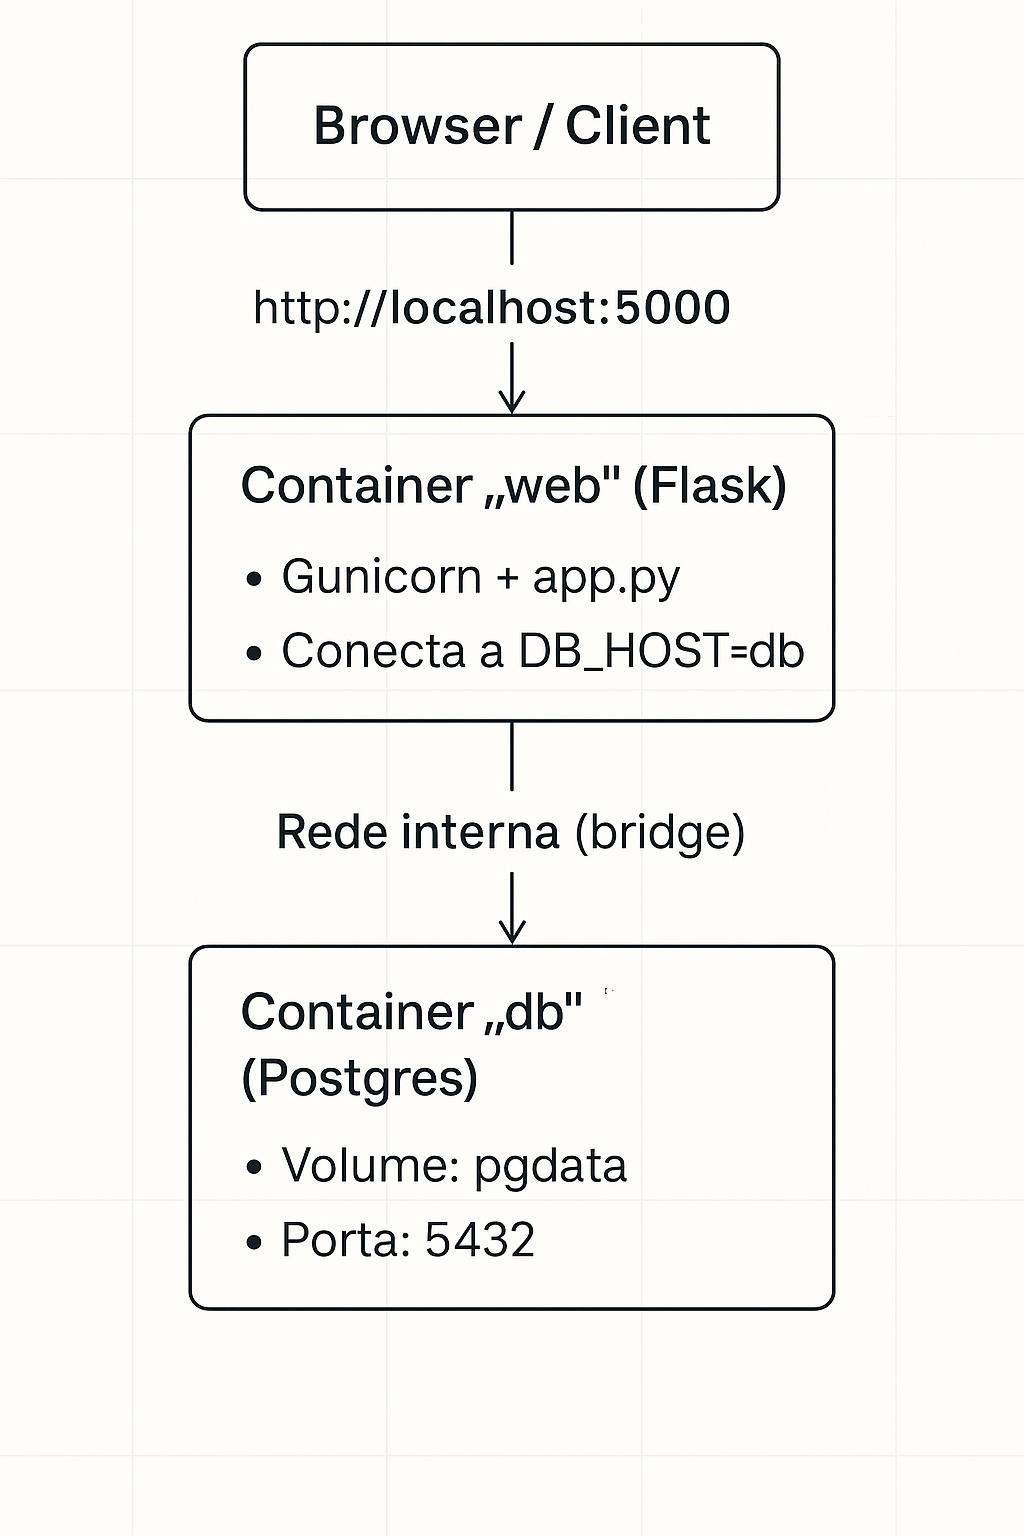 Browser / Client
http://localhost:5000
Container „web" (Flask)
• Gunicorn + app.py
• Conecta a DB_HOST=db
Rede interna (bridge)
Container „db"
(Postgres)
• Volume: pgdata
• Porta: 5432